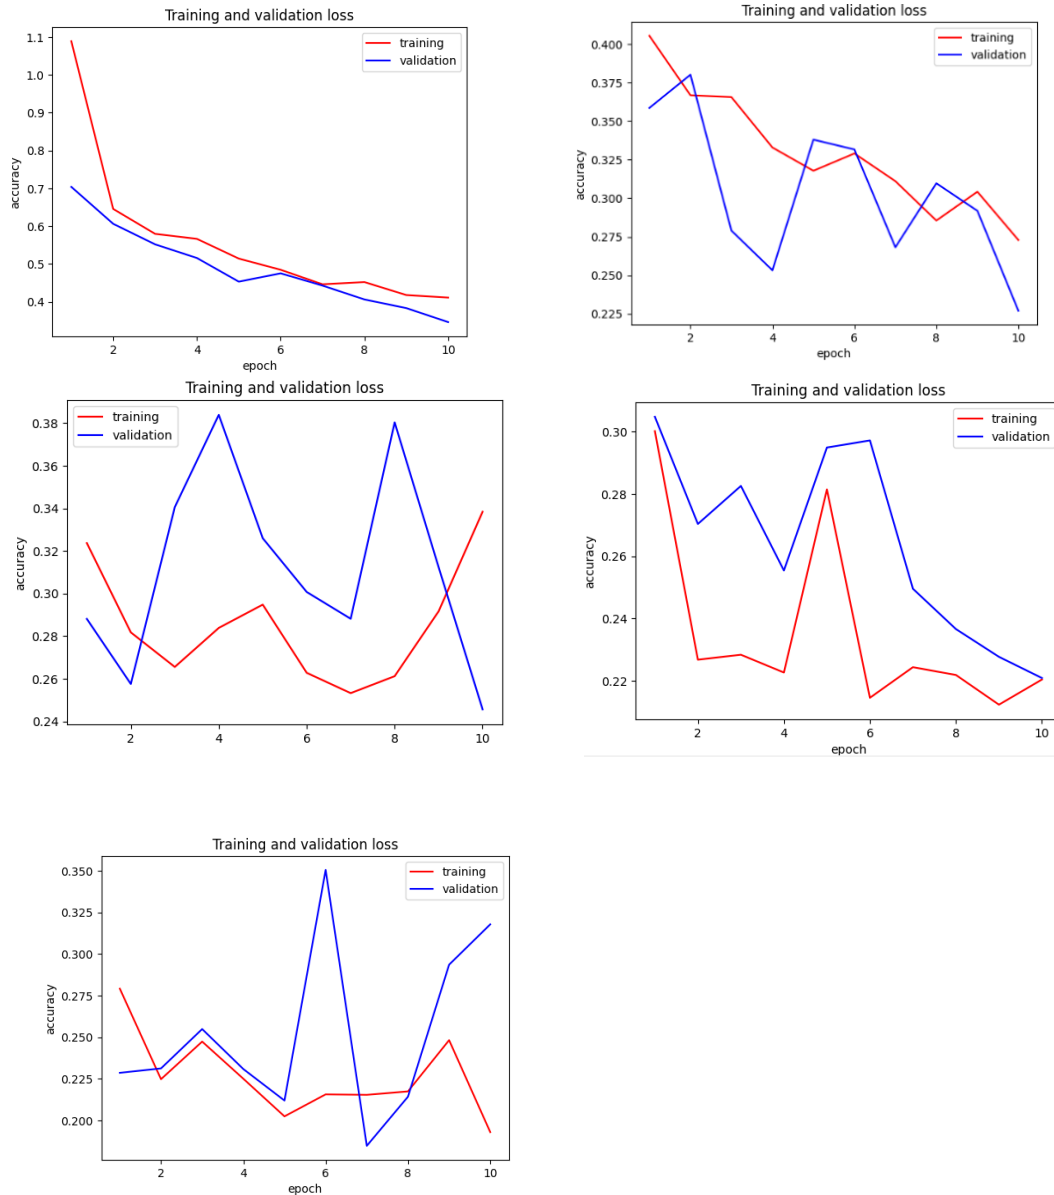 Training and validation loss
1.1
1.0
0.9
0.8
0.7
0.6
0.5
0.4
accuracy
training
validation
2 4 6 8 10
epoch
Training and validation loss
0.400
0.375
0.350
0.325
0.300
0.275
0.250
0.225
accuracy
training
validation
2 4 6 8 10
epoch
Training and validation loss
0.38
0.36
0.34
0.32
0.30
0.28
0.26
0.24
accuracy
training
validation
2 4 6 8 10
Training and validation loss
0.30
0.28
0.26
0.24
0.22
accuracy
training
validation
2 4 6 8 10
epoch
Training and validation loss
0.350
0.325
0.300
0.275
0.250
0.225
0.200
accuracy
training
validation
2 4 6 8 10
epoch